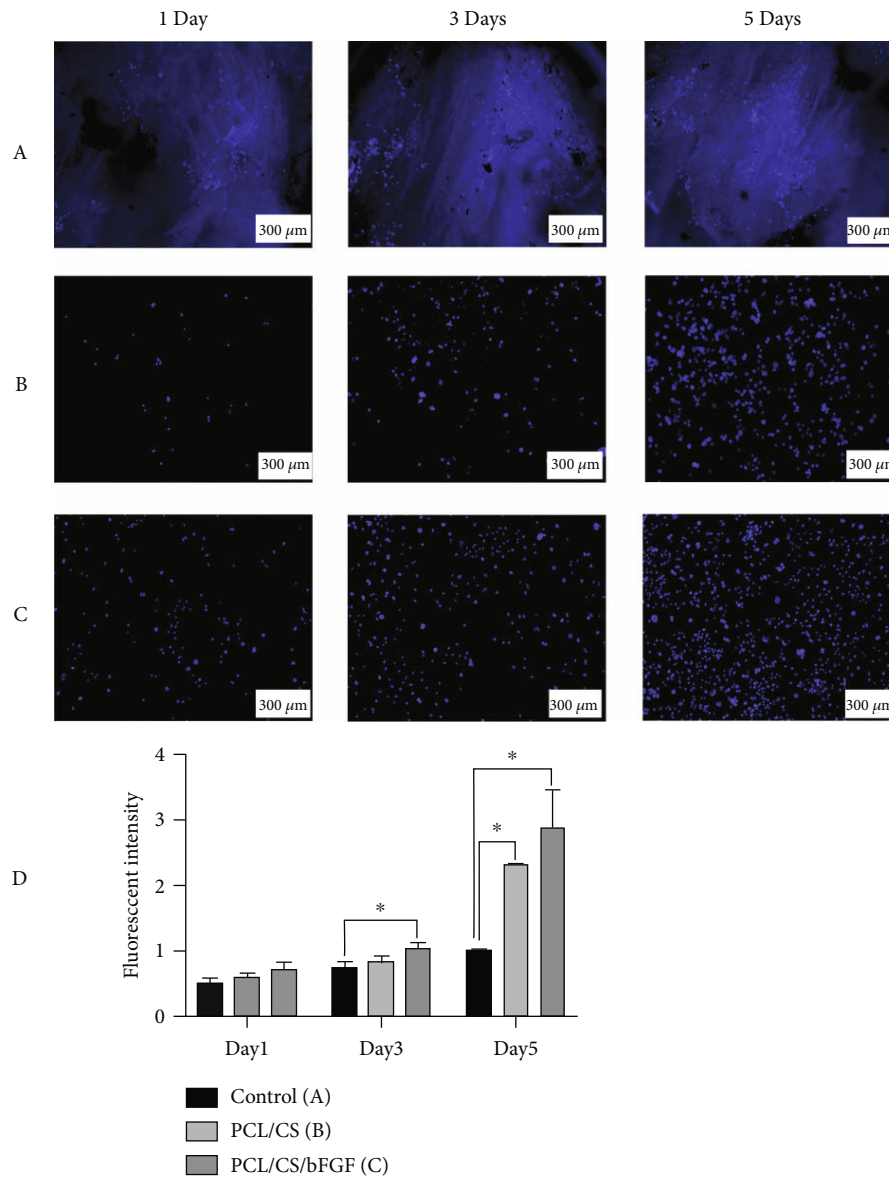 1 Day 3 Days 5 Days
A
300 μm 300 μm 300 μm
B
300 μm 300 μm 300 μm
C
300 μm 300 μm 300 μm
D
Fluoresccent intensity
4
3
2
1
0
*
*
*
Day1 Day3 Day5
Control (A)
PCL/CS (B)
PCL/CS/bFGF (C)